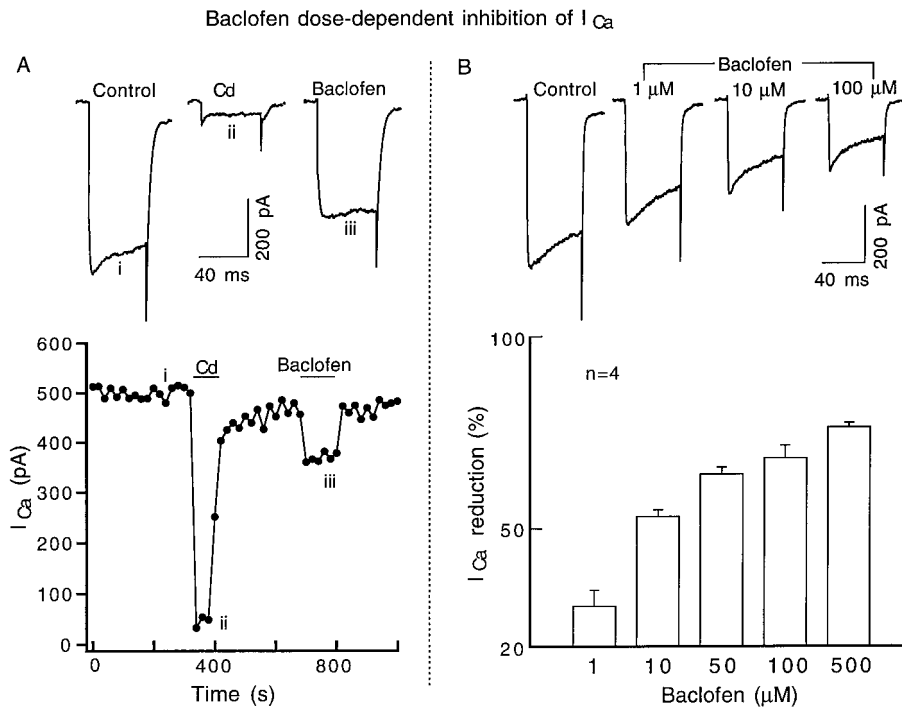 Baclofen dose-dependent inhibition of I Ca
A
Control
Cd
Baclofen
i
ii
iii
200 pA
40 ms
600
500
400
300
200
100
0
I Ca (pA)
i
Cd
Baclofen
ii
iii
0
400
800
Time (s)
B
Baclofen
Control
1 μM
10 μM
100 μM
200 pA
40 ms
100
50
20
I Ca reduction (%)
n=4
1
10
50
100
500
Baclofen (μM)